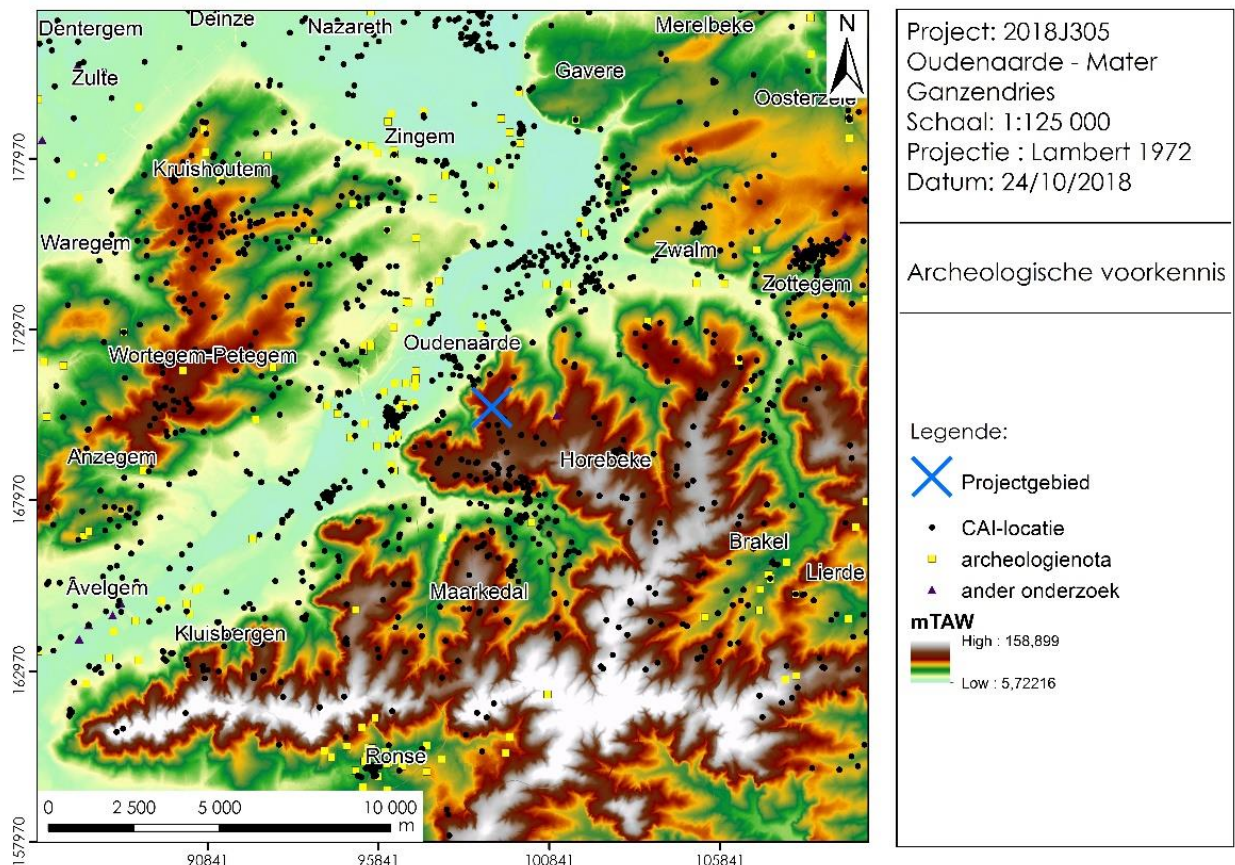 Dentergem
Deinze
Nazareth
Merelbeke
N
Zulte
Gavere
Oosterzele
Zingem
Kruishoutem
Waregem
Zwalm
Zottegem
Oudenaarde
Wortegem-Petegem
Anzegem
Horebeke
Brakel
Lierde
Avelgem
Maarkedal
Kluisbergen
Ronse
0 2 500 5 000 10 000
m
177970
172970
167970
162970
157970
90841 95841 100841 105841
Project: 2018J305
Oudenaarde - Mater
Ganzendries
Schaal: 1:125 000
Projectie : Lambert 1972
Datum: 24/10/2018
Archeologische voorkennis
Legende:
Projectgebied
CAI-locatie
archeologienota
ander onderzoek
mTAW
High : 158,899
Low : 5,72216